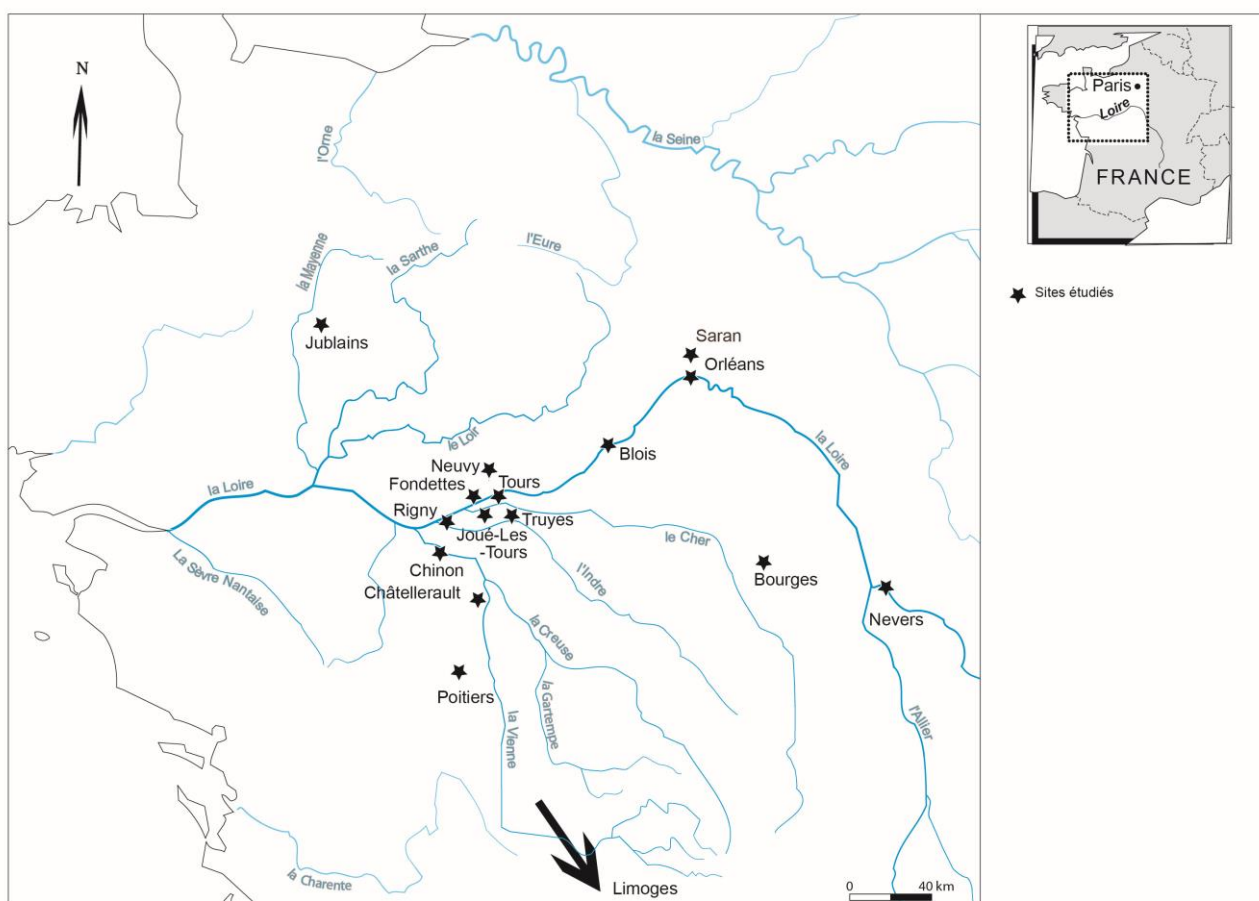 N
Paris
Loire
FRANCE
Sites étudiés
l'Orne
la Seine
la Mayenne
la Sarthe
l'Eure
Jublains
Saran
Orléans
le Loir
Blois
la Loire
la Loire
Neuvy
Fondettes
Tours
Rigny
Truyes
Joué-Les
-Tours
le Cher
La Sèvre Nantaise
Chinon
l'Indre
Bourges
Châtellerault
Nevers
la Creuse
Poitiers
la Gartempe
la Vienne
l'Allier
la Charente
Limoges
0 40 km